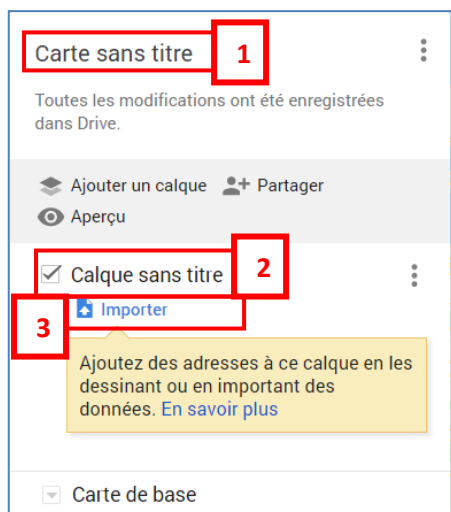 Carte sans titre 1
Toutes les modifications ont été enregistrées
dans Drive.
Ajouter un calque Partager
Aperçu
Calque sans titre 2
3 Importer
Ajoutez des adresses à ce calque en les
dessinant ou en important des
données. En savoir plus
Carte de base